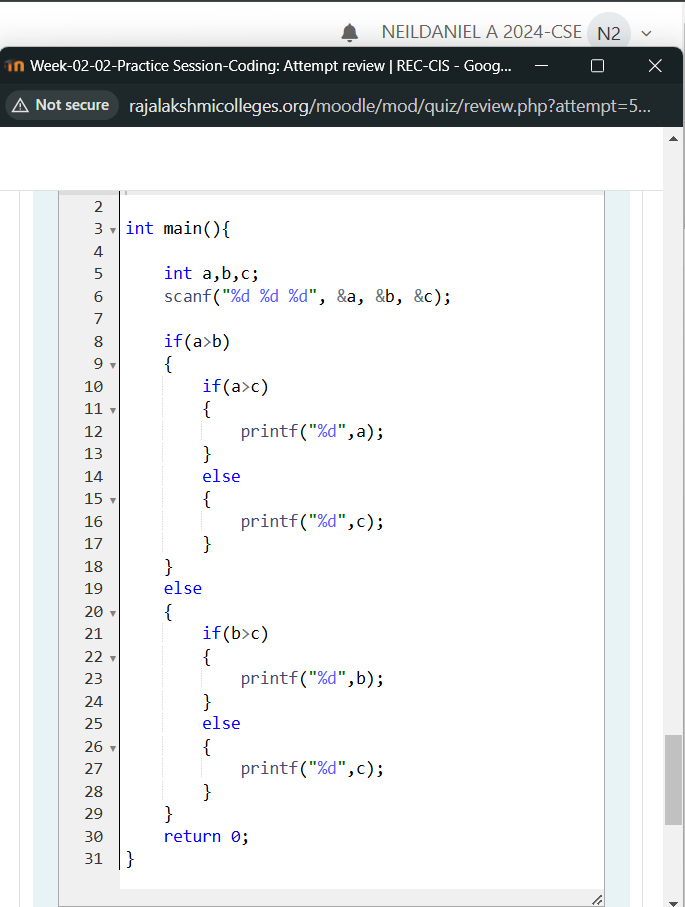 NEILDANIEL A 2024-CSE N2
Week-02-02-Practice Session-Coding: Attempt review | REC-CIS - Goog...
Not secure rajalakshmicolleges.org/moodle/mod/quiz/review.php?attempt=5...
2
3 int main(){
4
5     int a,b,c;
6     scanf("%d %d %d", &a, &b, &c);
7
8     if(a>b)
9     {
10         if(a>c)
11         {
12             printf("%d",a);
13         }
14         else
15         {
16             printf("%d",c);
17         }
18     }
19     else
20     {
21         if(b>c)
22         {
23             printf("%d",b);
24         }
25         else
26         {
27             printf("%d",c);
28         }
29     }
30     return 0;
31 }